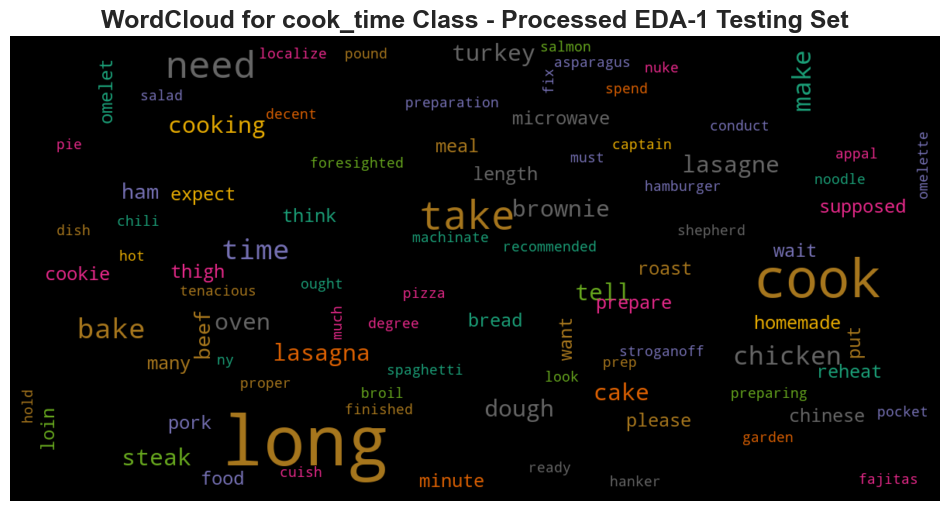 WordCloud for cook_time Class - Processed EDA-1 Testing Set
need
localize
pound
turkey
salmon
asparagus
fix
nuke
spend
make
omelet
salad
decent
preparation
cooking
microwave
conduct
captain
pie
meal
must
appal
omelette
foresighted
length
lasagne
noodle
ham
expect
hamburger
supposed
chili
think
take
brownie
dish
machinate
recommended
shepherd
time
wait
hot
cookie
thigh
tenacious
ought
pizza
roast
tell
prepare
cook
bake
beef
oven
much
degree
bread
want
homemade
put
lasagna
stroganoff
prep
chicken
many
ny
spaghetti
look
reheat
proper
broil
finished
cake
preparing
hold
loin
pork
long
dough
please
chinese
pocket
garden
steak
food
cuish
minute
ready
hanker
fajitas